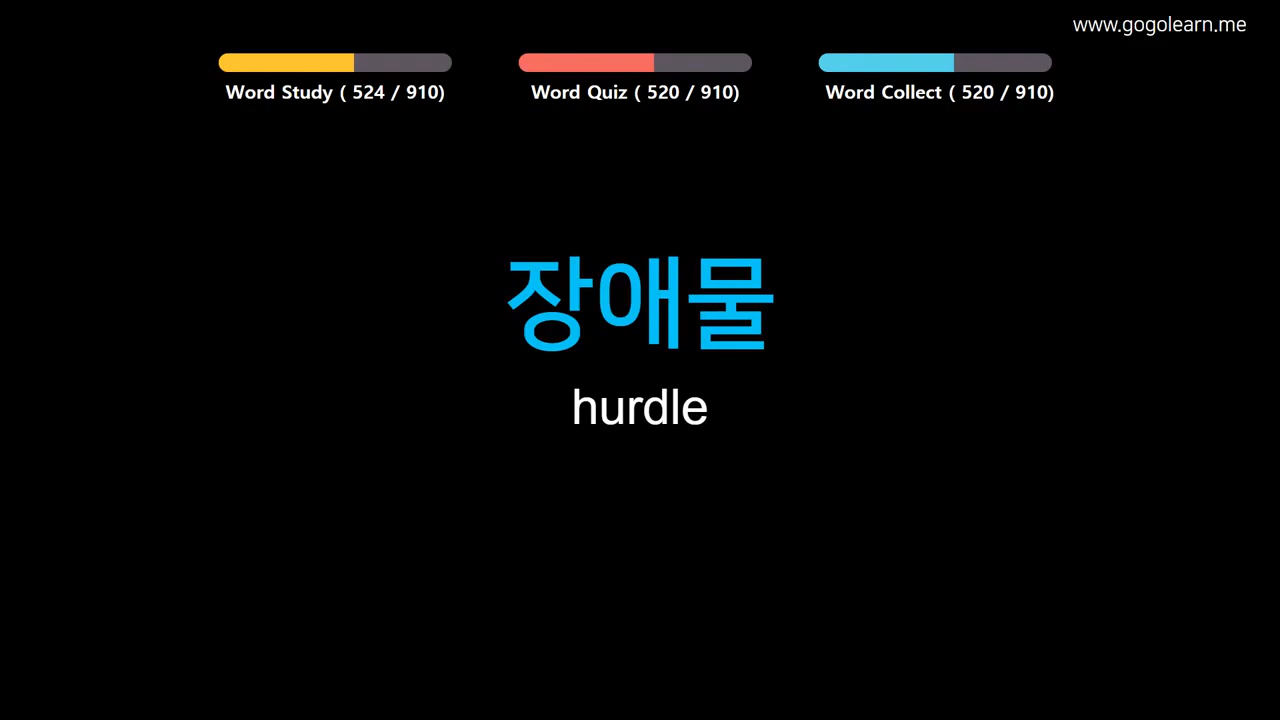 www.gogolearn.me
Word Study ( 524 / 910)
Word Quiz ( 520 / 910)
Word Collect ( 520 / 910)
장애물
hurdle